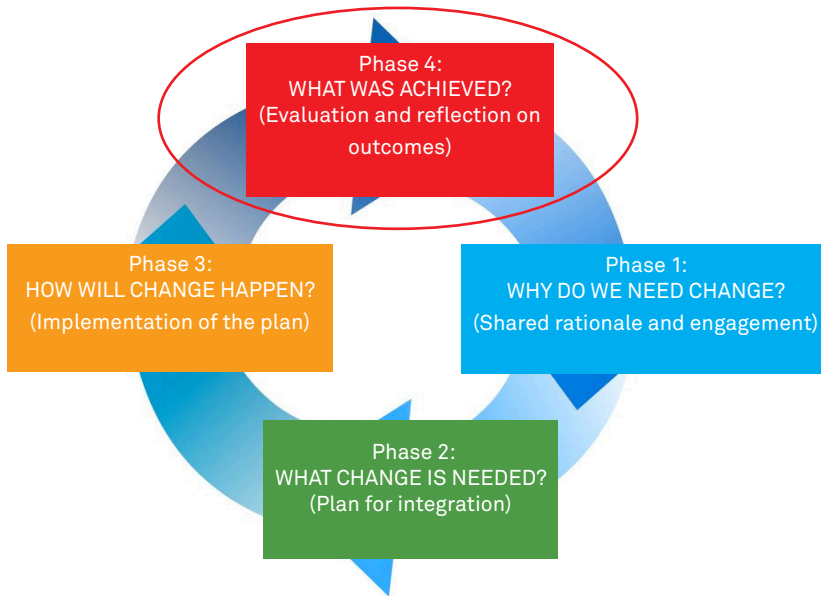 Phase 4:
WHAT WAS ACHIEVED?
(Evaluation and reflection on
outcomes)
Phase 3:
HOW WILL CHANGE HAPPEN?
(Implementation of the plan)
Phase 1:
WHY DO WE NEED CHANGE?
(Shared rationale and engagement)
Phase 2:
WHAT CHANGE IS NEEDED?
(Plan for integration)